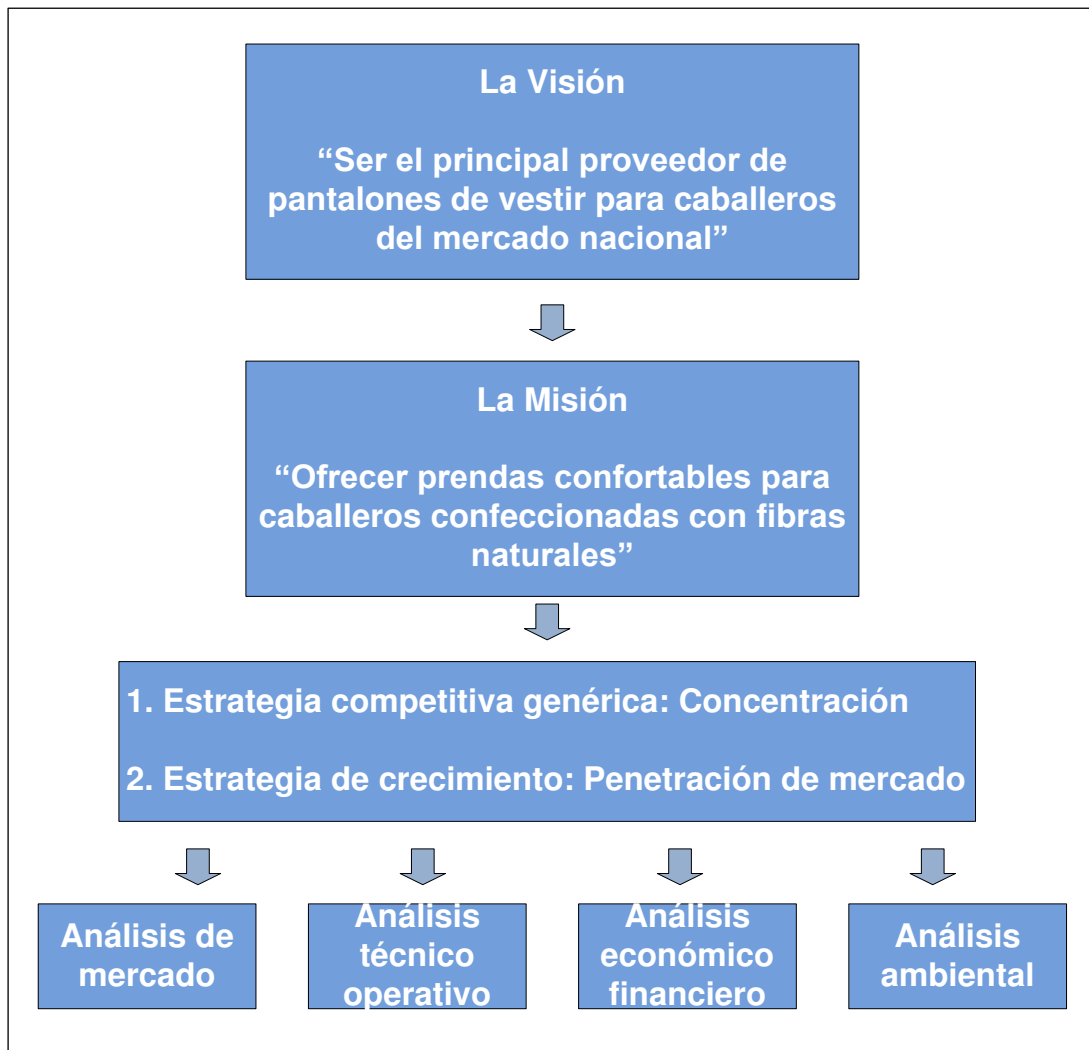 La Visión
“Ser el principal proveedor de
pantalones de vestir para caballeros
del mercado nacional”
La Misión
“Ofrecer prendas confortables para
caballeros confeccionadas con fibras
naturales”
1. Estrategia competitiva genérica: Concentración
2. Estrategia de crecimiento: Penetración de mercado
Análisis de
mercado
Análisis
técnico
operativo
Análisis
económico
financiero
Análisis
ambiental